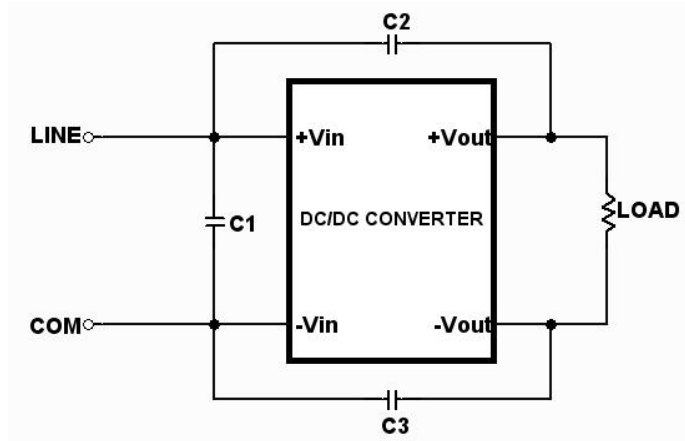 C2
LINE
+Vin
+Vout
C1
DC/DC CONVERTER
LOAD
COM
-Vin
-Vout
C3